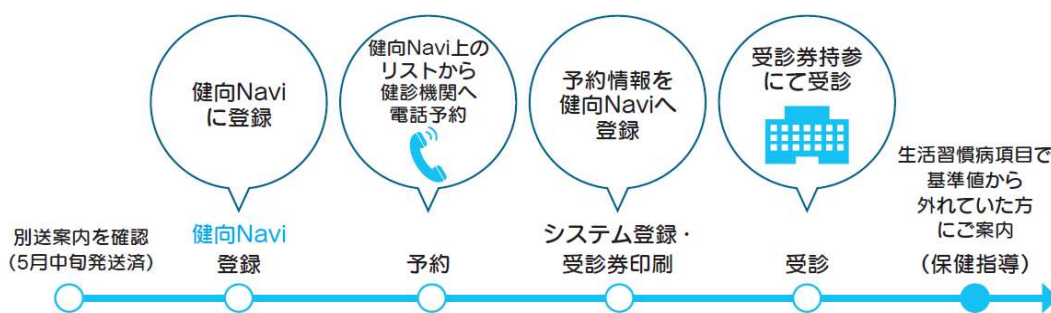 健向Navi
に登録
健向Navi上の
リストから
健診機関へ
電話予約
予約情報を
健向Naviへ
登録
受診券持参
にて受診
別送案内を確認
（5月中旬発送済）
健向Navi
登録
予約
システム登録・
受診券印刷
受診
生活習慣病項目で
基準値から
外れていた方
にご案内
（保健指導）